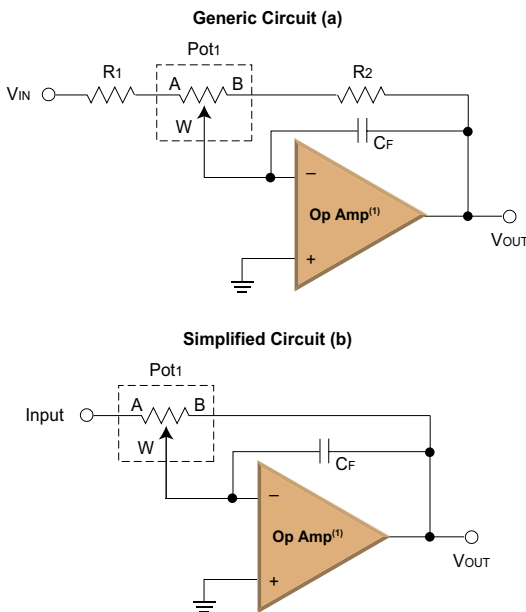 Generic Circuit (a)
Pot1
R1
A
B
R2
VIN
W
CF
−
Op Amp(1)
+
VOUT
Simplified Circuit (b)
Pot1
A
B
Input
W
CF
−
Op Amp(1)
+
VOUT